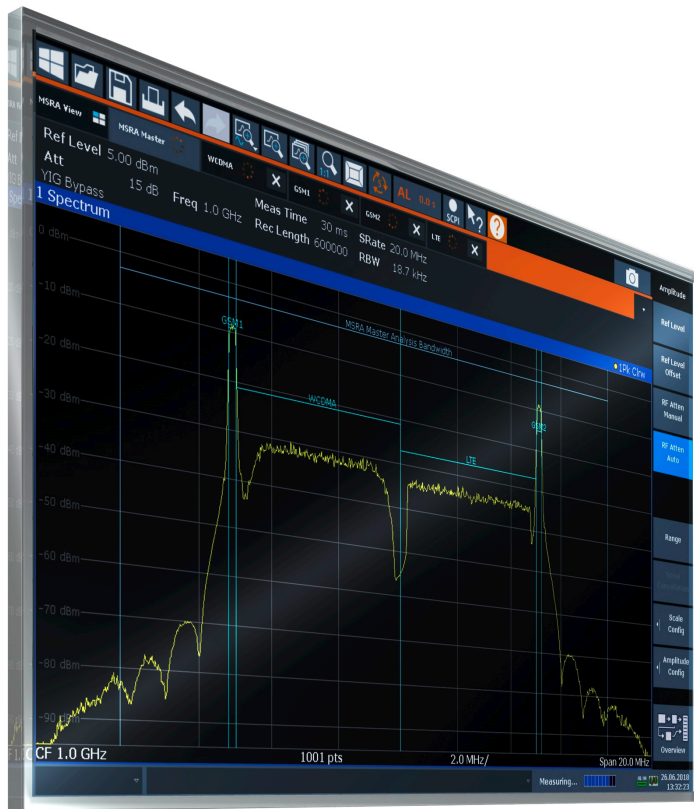 1:1
AL
0.0 s
SCPI
?
?
MSRA View
MSRA Master
WCDMA
X
GSM1
X
GSM2
X
LTE
X
Ref Level 5.00 dBm
Att 15 dB Freq 1.0 GHz Meas Time 30 ms SRate 20.0 MHz
YIG Bypass Rec Length 600000 RBW 18.7 kHz
1 Spectrum
1Pk Clrw
0 dBm
-10 dBm
-20 dBm
-30 dBm
-40 dBm
-50 dBm
-60 dBm
-70 dBm
-80 dBm
-90 dBm
GSM1
MSRA Master Analysis Bandwidth
WCDMA
LTE
GSM2
CF 1.0 GHz
1001 pts
2.0 MHz/
Span 20.0 MHz
Amplitude
Ref Level
Ref Level
Offset
RF Atten
Manual
RF Atten
Auto
Range
Scale
Config
Amplitude
Config
Overview
Measuring...
26.06.2018
13:32:23